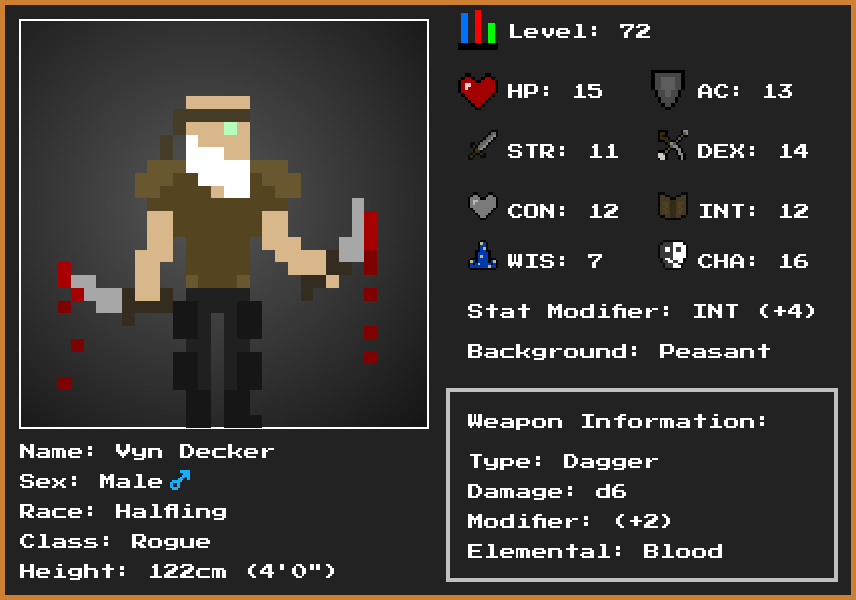 Level: 72
HP: 15
AC: 13
STR: 11
DEX: 14
CON: 12
INT: 12
WIS: 7
CHA: 16
Stat Modifier: INT (+4)
Background: Peasant
Weapon Information:
Type: Dagger
Damage: d6
Modifier: (+2)
Elemental: Blood
Name: Vyn Decker
Sex: Male ♂
Race: Halfling
Class: Rogue
Height: 122cm (4'0")